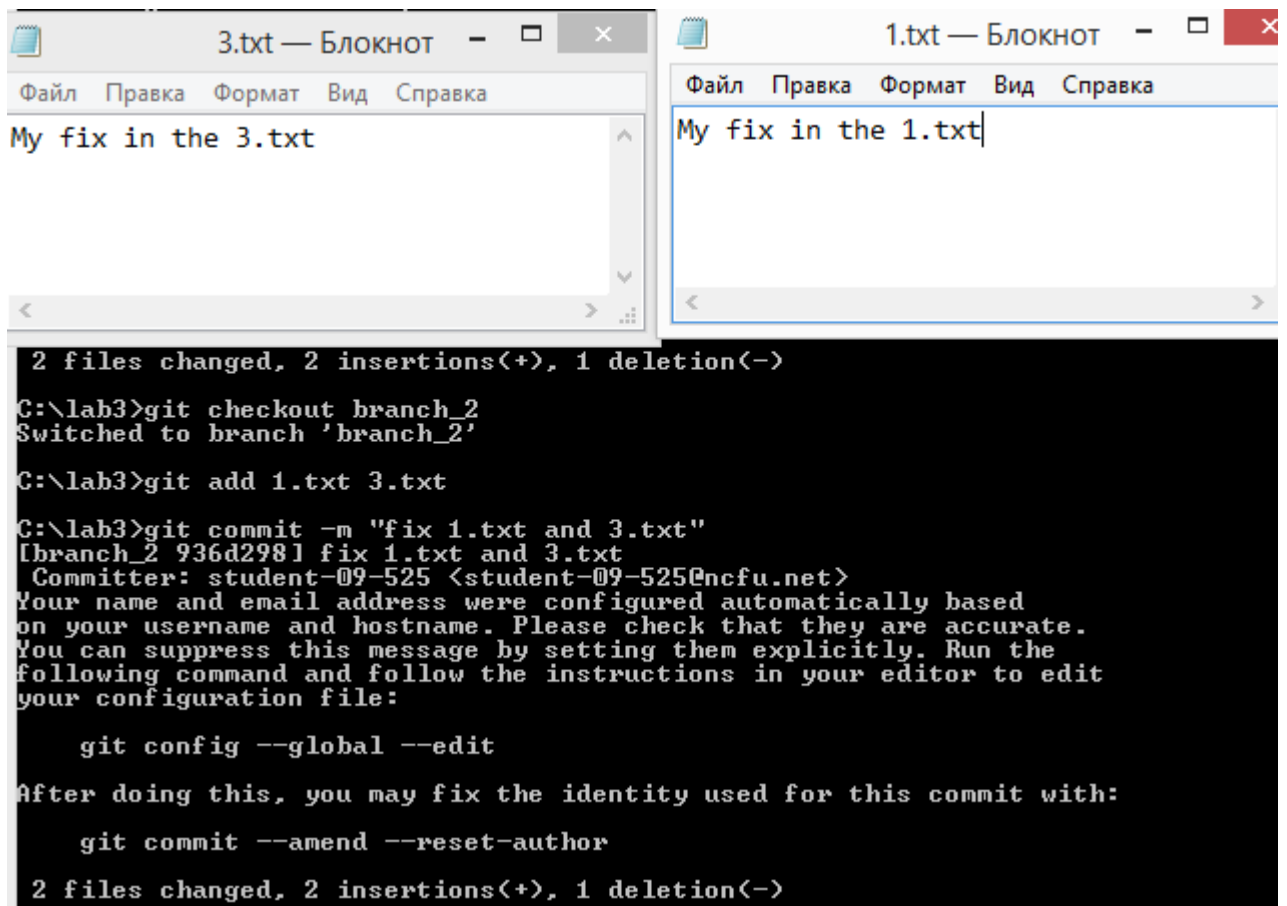 3.txt — Блокнот
Файл Правка Формат Вид Справка
My fix in the 3.txt
1.txt — Блокнот
Файл Правка Формат Вид Справка
My fix in the 1.txt
2 files changed, 2 insertions(+), 1 deletion(-)
C:\lab3>git checkout branch_2
Switched to branch 'branch_2'
C:\lab3>git add 1.txt 3.txt
C:\lab3>git commit -m "fix 1.txt and 3.txt"
[branch_2 936d298] fix 1.txt and 3.txt
Committer: student-09-525 <student-09-525@ncfu.net>
Your name and email address were configured automatically based
on your username and hostname. Please check that they are accurate.
You can suppress this message by setting them explicitly. Run the
following command and follow the instructions in your editor to edit
your configuration file:
git config --global --edit
After doing this, you may fix the identity used for this commit with:
git commit --amend --reset-author
2 files changed, 2 insertions(+), 1 deletion(-)